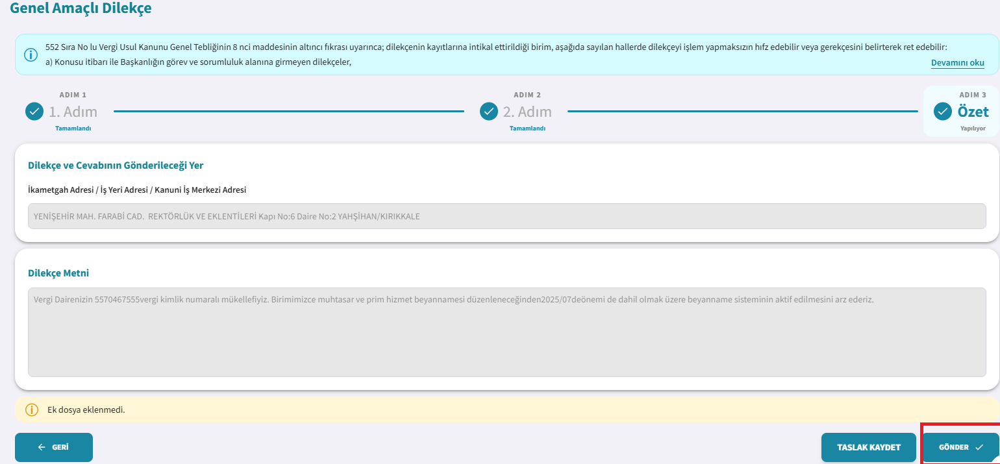 Genel Amaçlı Dilekçe
552 Sıra No lu Vergi Usul Kanunu Genel Tebliğinin 8 nci maddesinin altıncı fıkrası uyarınca; dilekçenin kayıtlarına intikal ettirildiği birim, aşağıda sayılan hallerde dilekçeyi işlem yapmaksızın hıfz edebilir veya gerekçesini belirterek ret edebilir:
a) Konusu itibarı ile Başkanlığın görev ve sorumluluk alanına girmeyen dilekçeler,
Devamını oku
ADIM 1
1. Adım
Tamamlandı
ADIM 2
2. Adım
Tamamlandı
ADIM 3
Özet
Yapılıyor
Dilekçe ve Cevabının Gönderileceği Yer
İkametgah Adresi / İş Yeri Adresi / Kanuni İş Merkezi Adresi
YENİŞEHİR MAH. FARABİ CAD.  REKTÖRLÜK VE EKLENTİLERİ Kapı No:6 Daire No:2 YAHŞİHAN/KIRIKKALE
Dilekçe Metni
Vergi Dairenizin 5570467555vergi kimlik numaralı mükellefiyiz. Birimimizce muhtasar ve prim hizmet beyannamesi düzenleneceğinden2025/07deönemi de dahil olmak üzere beyanname sisteminin aktif edilmesini arz ederiz.
Ek dosya eklenmedi.
GERİ
TASLAK KAYDET
GÖNDER